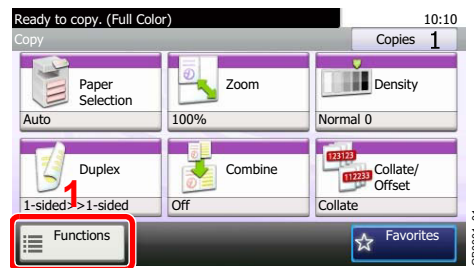 Ready to copy. (Full Color)
10:10
Copy
Copies 1
Paper
Selection
Auto
Zoom
100%
Density
Normal 0
Duplex
1
1-sided>>1-sided
Combine
Off
123123
112233
Collate/
Offset
Collate
Functions
Favorites